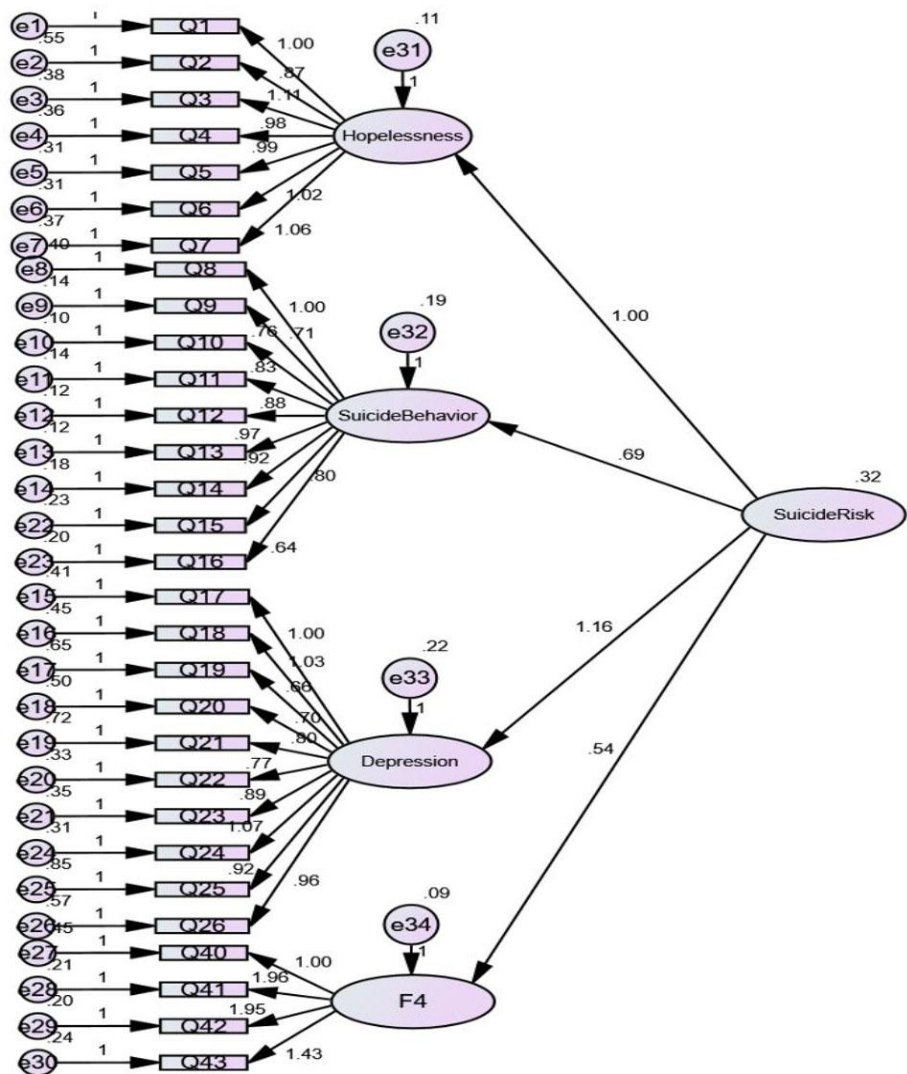 .11
e1 1 Q1
.55 1.00 e31
e2 1 Q2
.38 .87 1
e3 1 Q3 1.11
.36 .98
e4 1 Q4 Hopelessness
.31 .99
e5 1 Q5
.31
e6 1 Q6 1.02
.37 1.06
e7 .40 1 Q7
e8 1 Q8
.14
e9 1 Q9 1.00 .19 1.00
.10 .76 .71 e32
e10 1 Q10
.14 .83 1
e11 1 Q11
.12 .88
e12 1 Q12 SuicideBehavior
.12 .97
e13 1 Q13 .92 .69
.18 .80 .32
e14 1 Q14
.23 SuicideRisk
e22 1 Q15
.20 .64
e23 1 Q16
.41
e15 1 Q17
.45 1.00 1.16
e16 1 Q18 .22
.65 1.03
e17 1 Q19 .66 e33
.50 .70 1
e18 1 Q20
.72 .80 .54
e19 1 Q21 Depression
.33 .77
e20 1 Q22
.35 .89
e21 1 Q23 1.07
.31
e24 1 Q24
.85 .92 .96
e25 1 Q25 .09
.57
e26 .45 1 Q26 e34
e27 1 Q40 1.00 1
.21 1.96
e28 1 Q41 F4
.20 1.95
e29 1 Q42
.24 1.43
e30 1 Q43